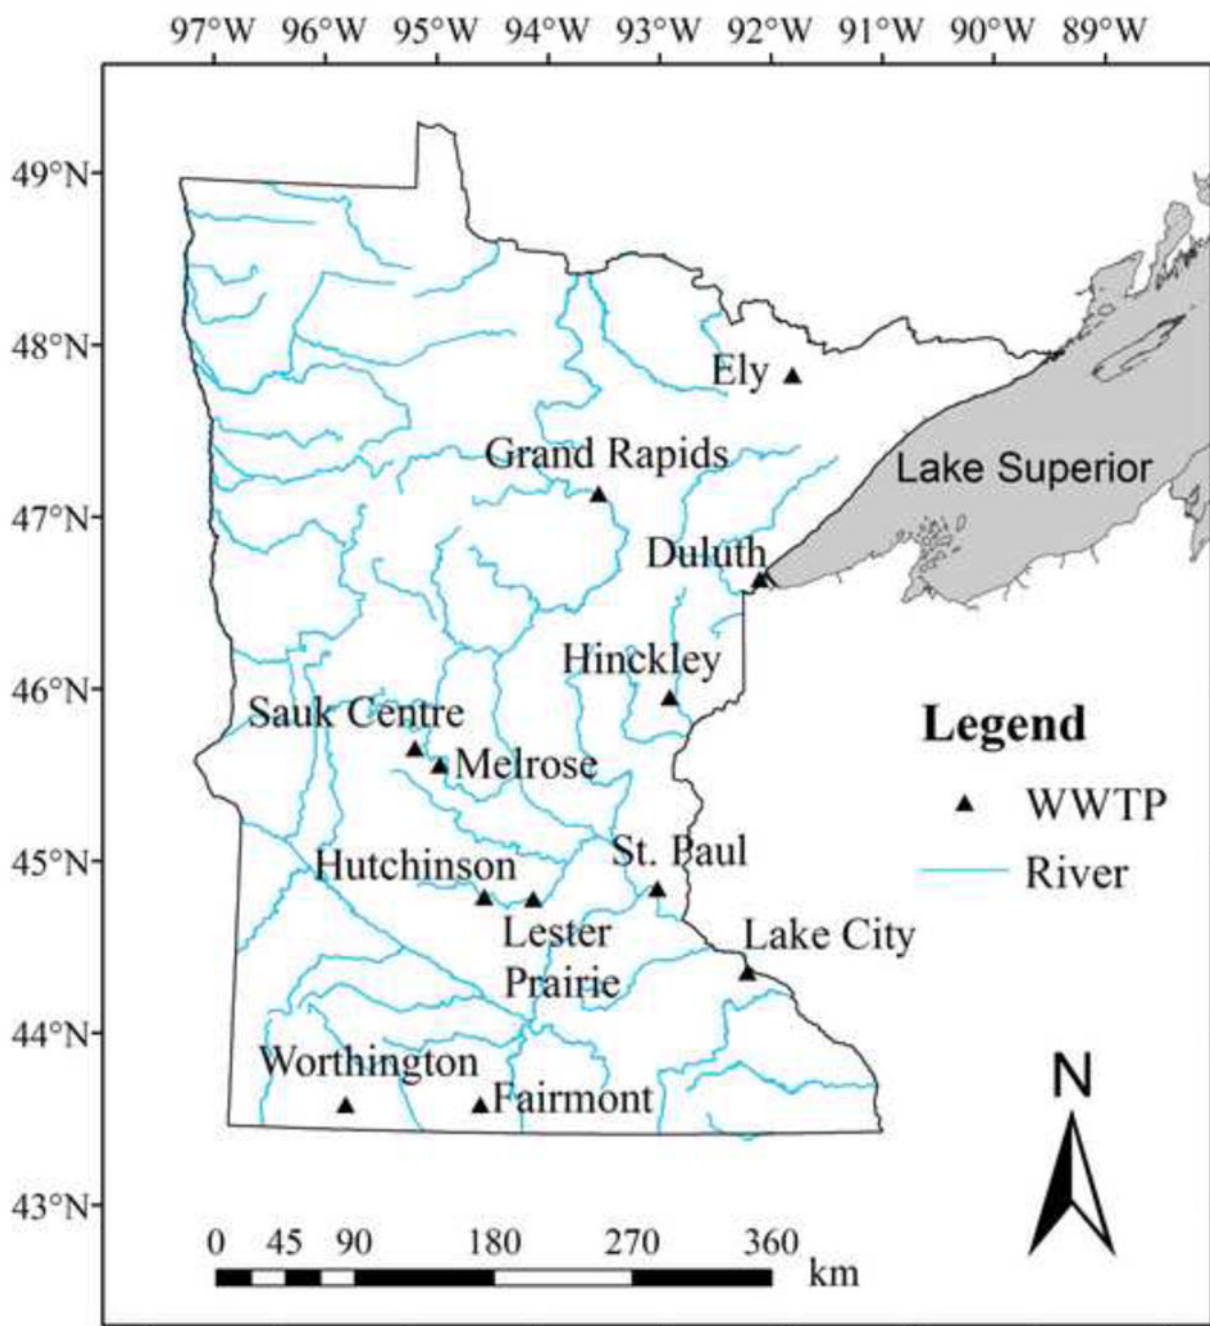 97°W 96°W 95°W 94°W 93°W 92°W 91°W 90°W 89°W
49°N
48°N
Ely
Grand Rapids
Lake Superior
47°N
Duluth
Hinckley
46°N
Sauk Centre
Legend
Melrose
WWTP
45°N
St. Paul
Hutchinson
River
Lester
Prairie
Lake City
44°N
Worthington
Fairmont
N
43°N
0 45 90 180 270 360
km